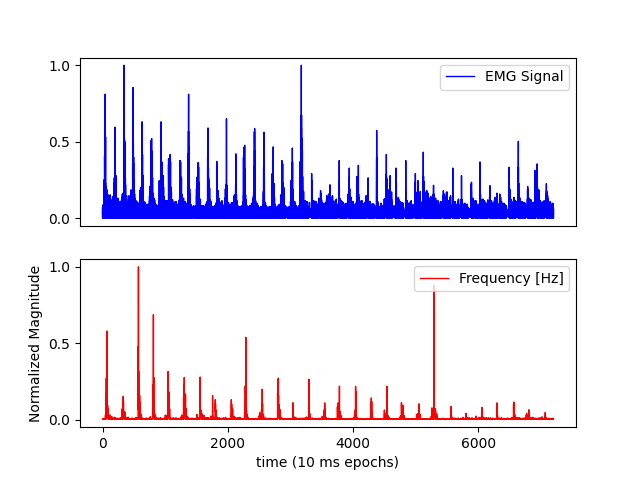 1.0
EMG Signal
0.5
0.0
1.0
Frequency [Hz]
Normalized Magnitude
0.5
0.0
0 2000 4000 6000
time (10 ms epochs)